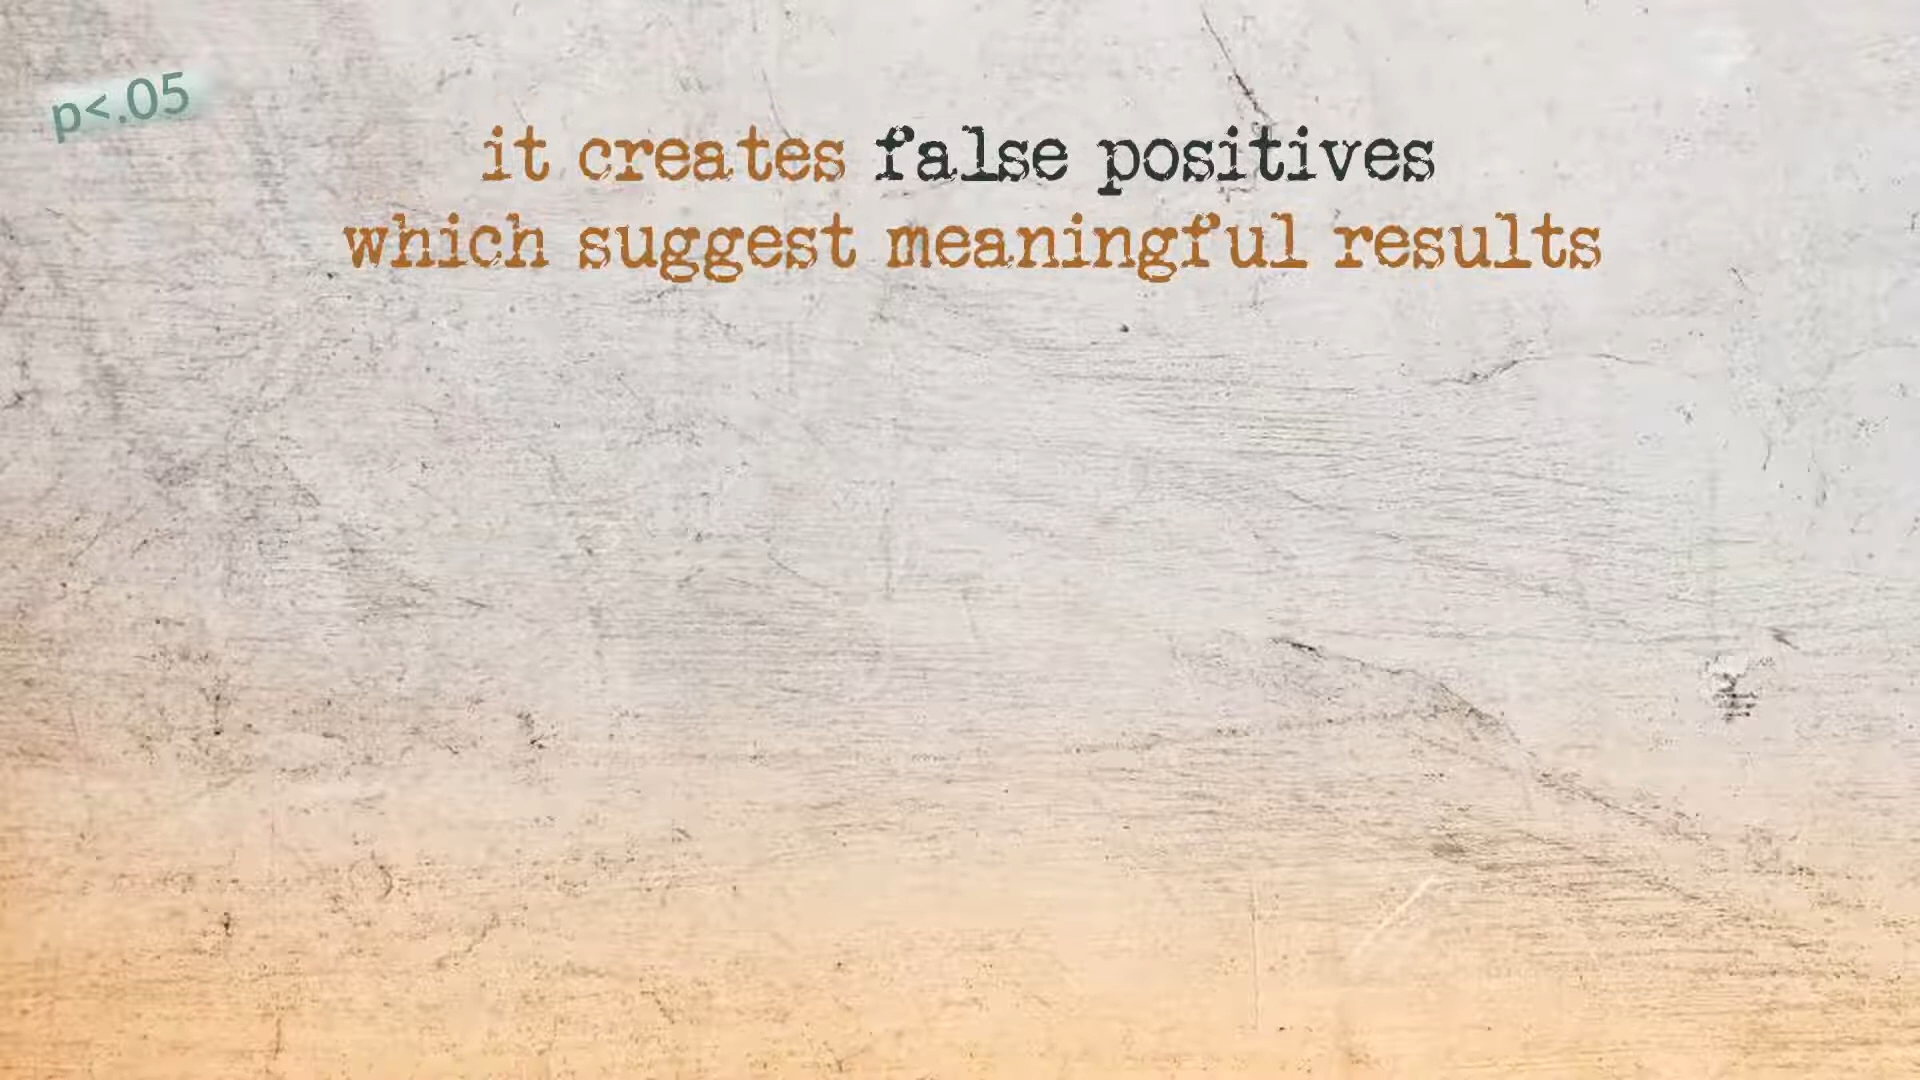 p<.05
it creates false positives
which suggest meaningful results